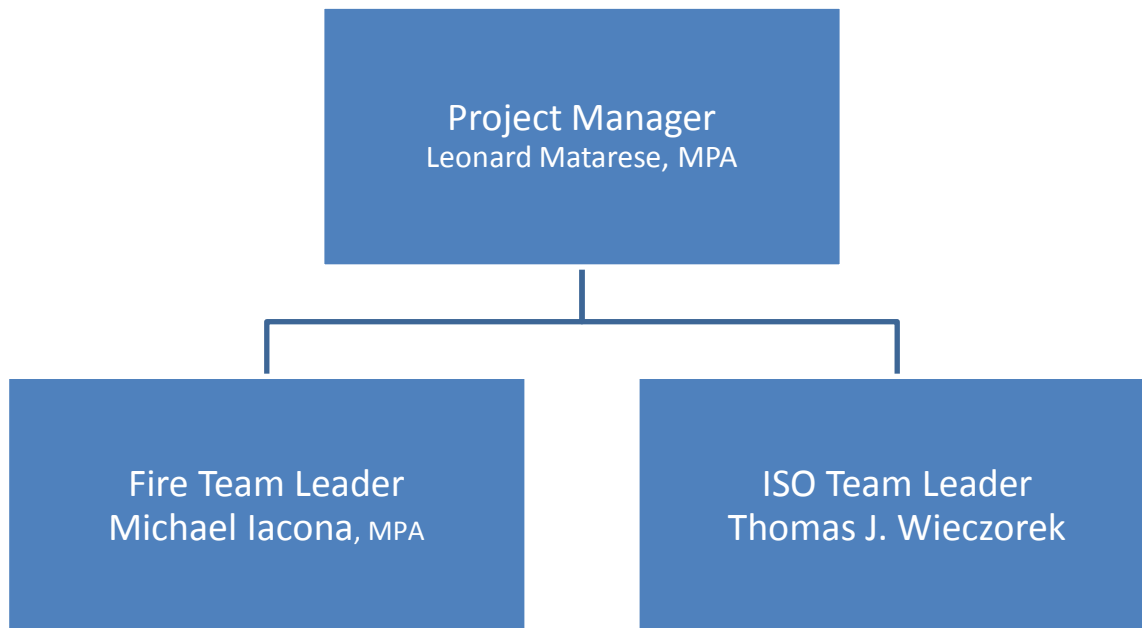 Project Manager
Leonard Matarese, MPA
Fire Team Leader
Michael Iacona, MPA
ISO Team Leader
Thomas J. Wieczorek